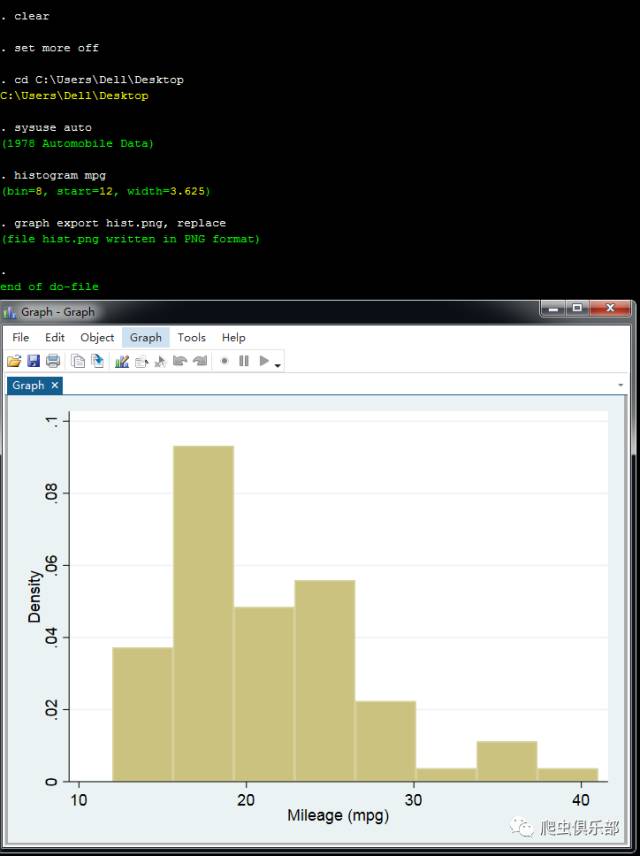 . clear
. set more off
. cd C:\Users\Dell\Desktop
C:\Users\Dell\Desktop
. sysuse auto
(1978 Automobile Data)
. histogram mpg
(bin=8, start=12, width=3.625)
. graph export hist.png, replace
(file hist.png written in PNG format)
.
end of do-file
Graph - Graph
File Edit Object Graph Tools Help
Graph
.1
.08
.06
.04
.02
0
Density
10 20 30 40
Mileage (mpg)
爬虫俱乐部